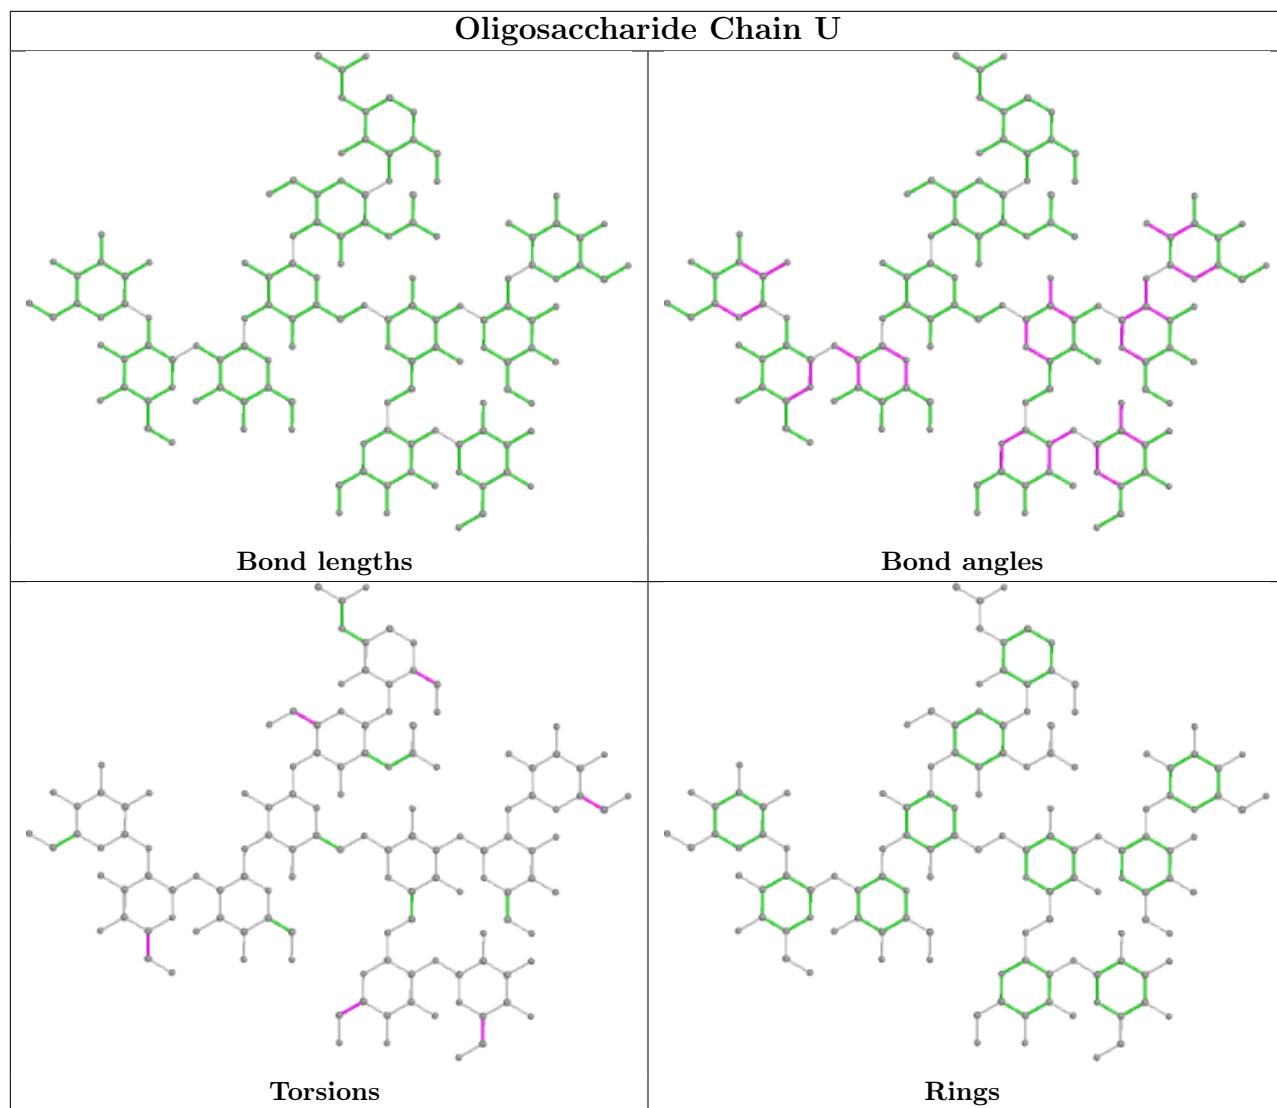 Oligosaccharide Chain U
Bond lengths
Bond angles
Torsions
Rings